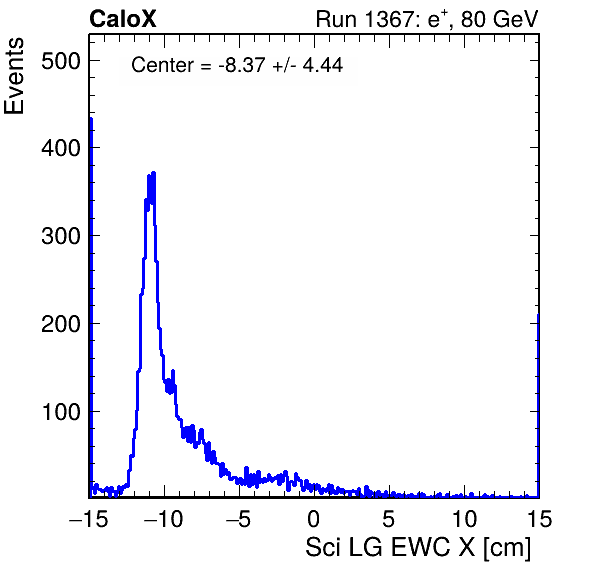 CaloX Run 1367: e⁺, 80 GeV
Center = -8.37 +/- 4.44
Events
500
400
300
200
100
−15 −10 −5 0 5 10 15
Sci LG EWC X [cm]